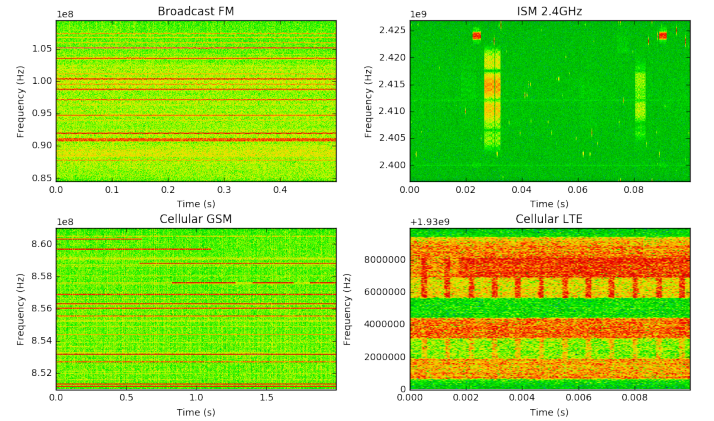 Broadcast FM
1e8
1.05
1.00
0.95
0.90
0.85
Frequency (Hz)
0.0 0.1 0.2 0.3 0.4
Time (s)
ISM 2.4GHz
2.4e9
2.425
2.420
2.415
2.410
2.405
2.400
Frequency (Hz)
0.00 0.02 0.04 0.06 0.08
Time (s)
Cellular GSM
1e8
8.60
8.58
8.56
8.54
8.52
Frequency (Hz)
0.0 0.5 1.0 1.5
Time (s)
Cellular LTE
+1.93e9
8000000
6000000
4000000
2000000
0
Frequency (Hz)
0.000 0.002 0.004 0.006 0.008
Time (s)